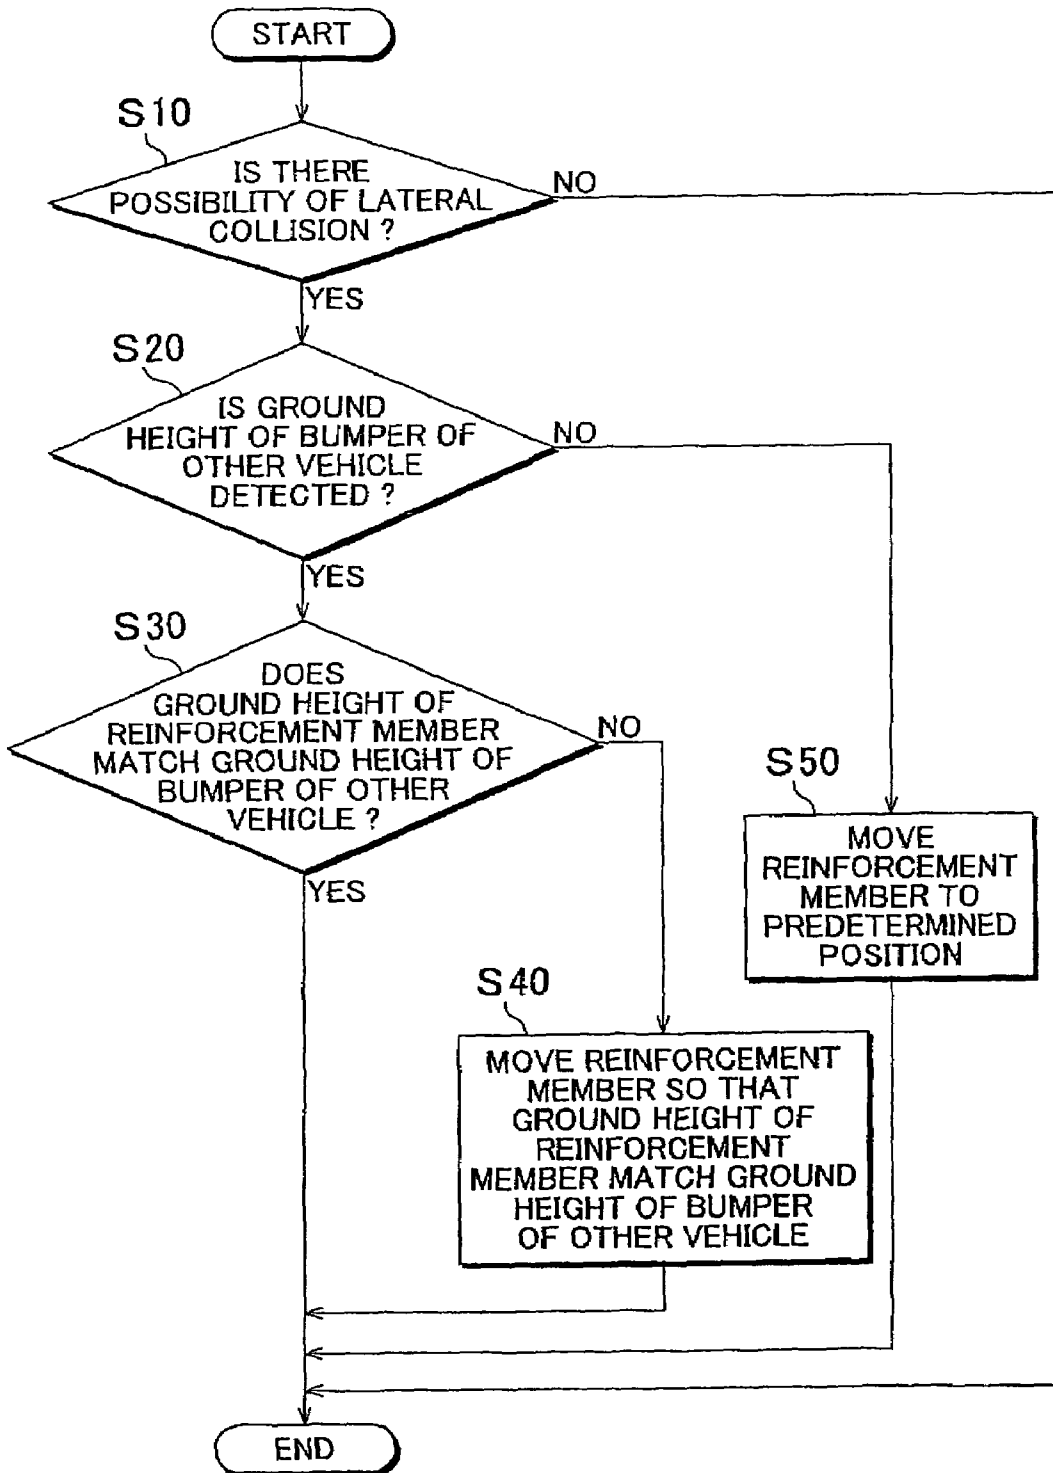 START
S10
IS THERE
POSSIBILITY OF LATERAL
COLLISION ?
NO
YES
S20
IS GROUND
HEIGHT OF BUMPER OF
OTHER VEHICLE
DETECTED ?
NO
YES
S30
DOES
GROUND HEIGHT OF
REINFORCEMENT MEMBER
MATCH GROUND HEIGHT OF
BUMPER OF OTHER
VEHICLE ?
NO
YES
S50
MOVE
REINFORCEMENT
MEMBER TO
PREDETERMINED
POSITION
S40
MOVE REINFORCEMENT
MEMBER SO THAT
GROUND HEIGHT OF
REINFORCEMENT
MEMBER MATCH GROUND
HEIGHT OF BUMPER
OF OTHER VEHICLE
END